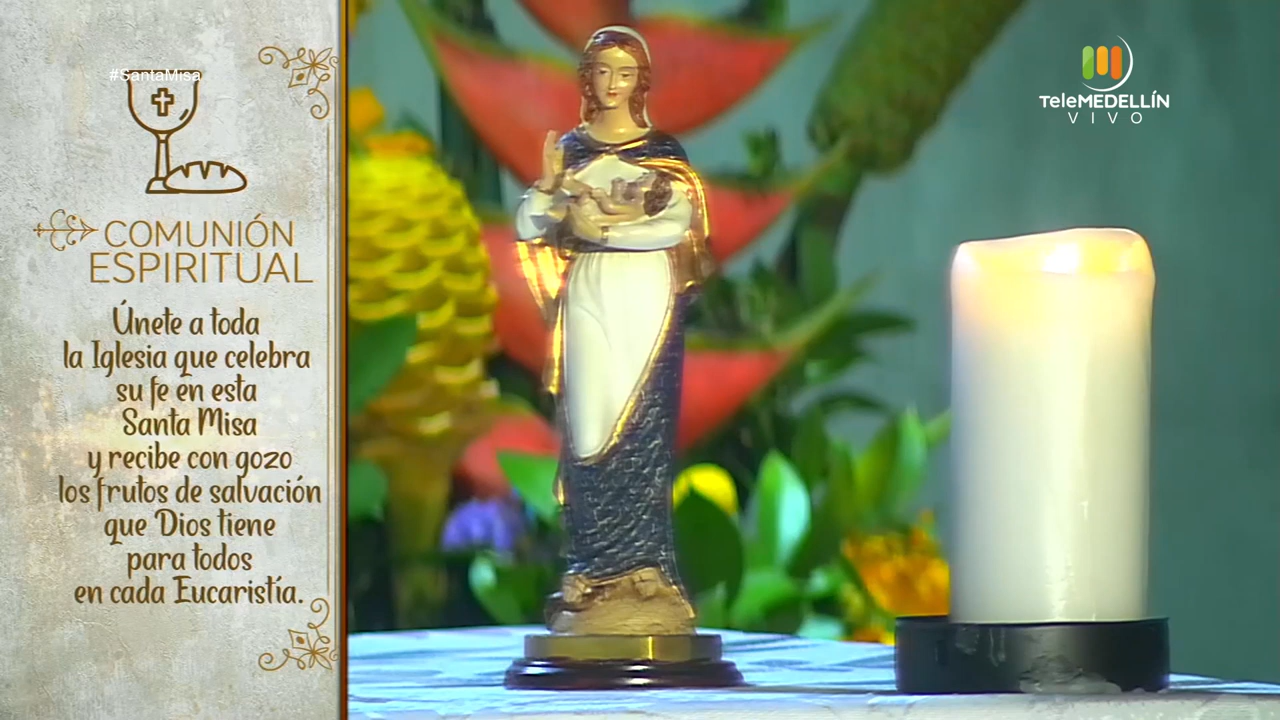 #SantaMisa
COMUNIÓN
ESPIRITUAL
Únete a toda
la Iglesia que celebra
su fe en esta
Santa Misa
y recibe con gozo
los frutos de salvación
que Dios tiene
para todos
en cada Eucaristía.
TeleMEDELLÍN
VIVO